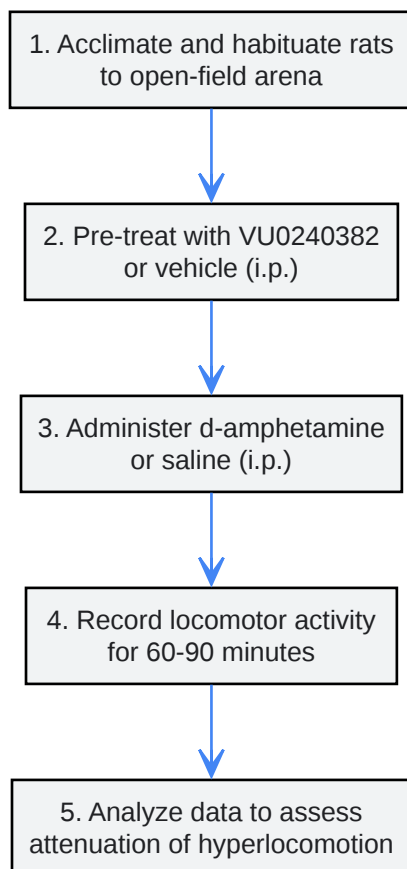 1. Acclimate and habituate rats
to open-field arena
2. Pre-treat with VU0240382
or vehicle (i.p.)
3. Administer d-amphetamine
or saline (i.p.)
4. Record locomotor activity
for 60-90 minutes
5. Analyze data to assess
attenuation of hyperlocomotion